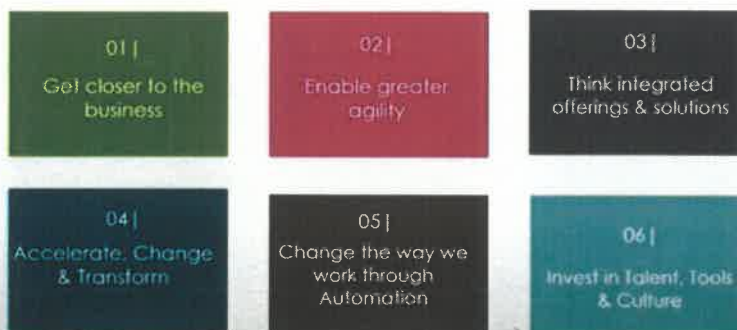 01|
Get closer to the
business
02|
Enable greater
agility
03|
Think integrated
offerings & solutions
04|
Accelerate, Change
& Transform
05|
Change the way we
work through
Automation
06|
Invest in Talent, Tools
& Culture